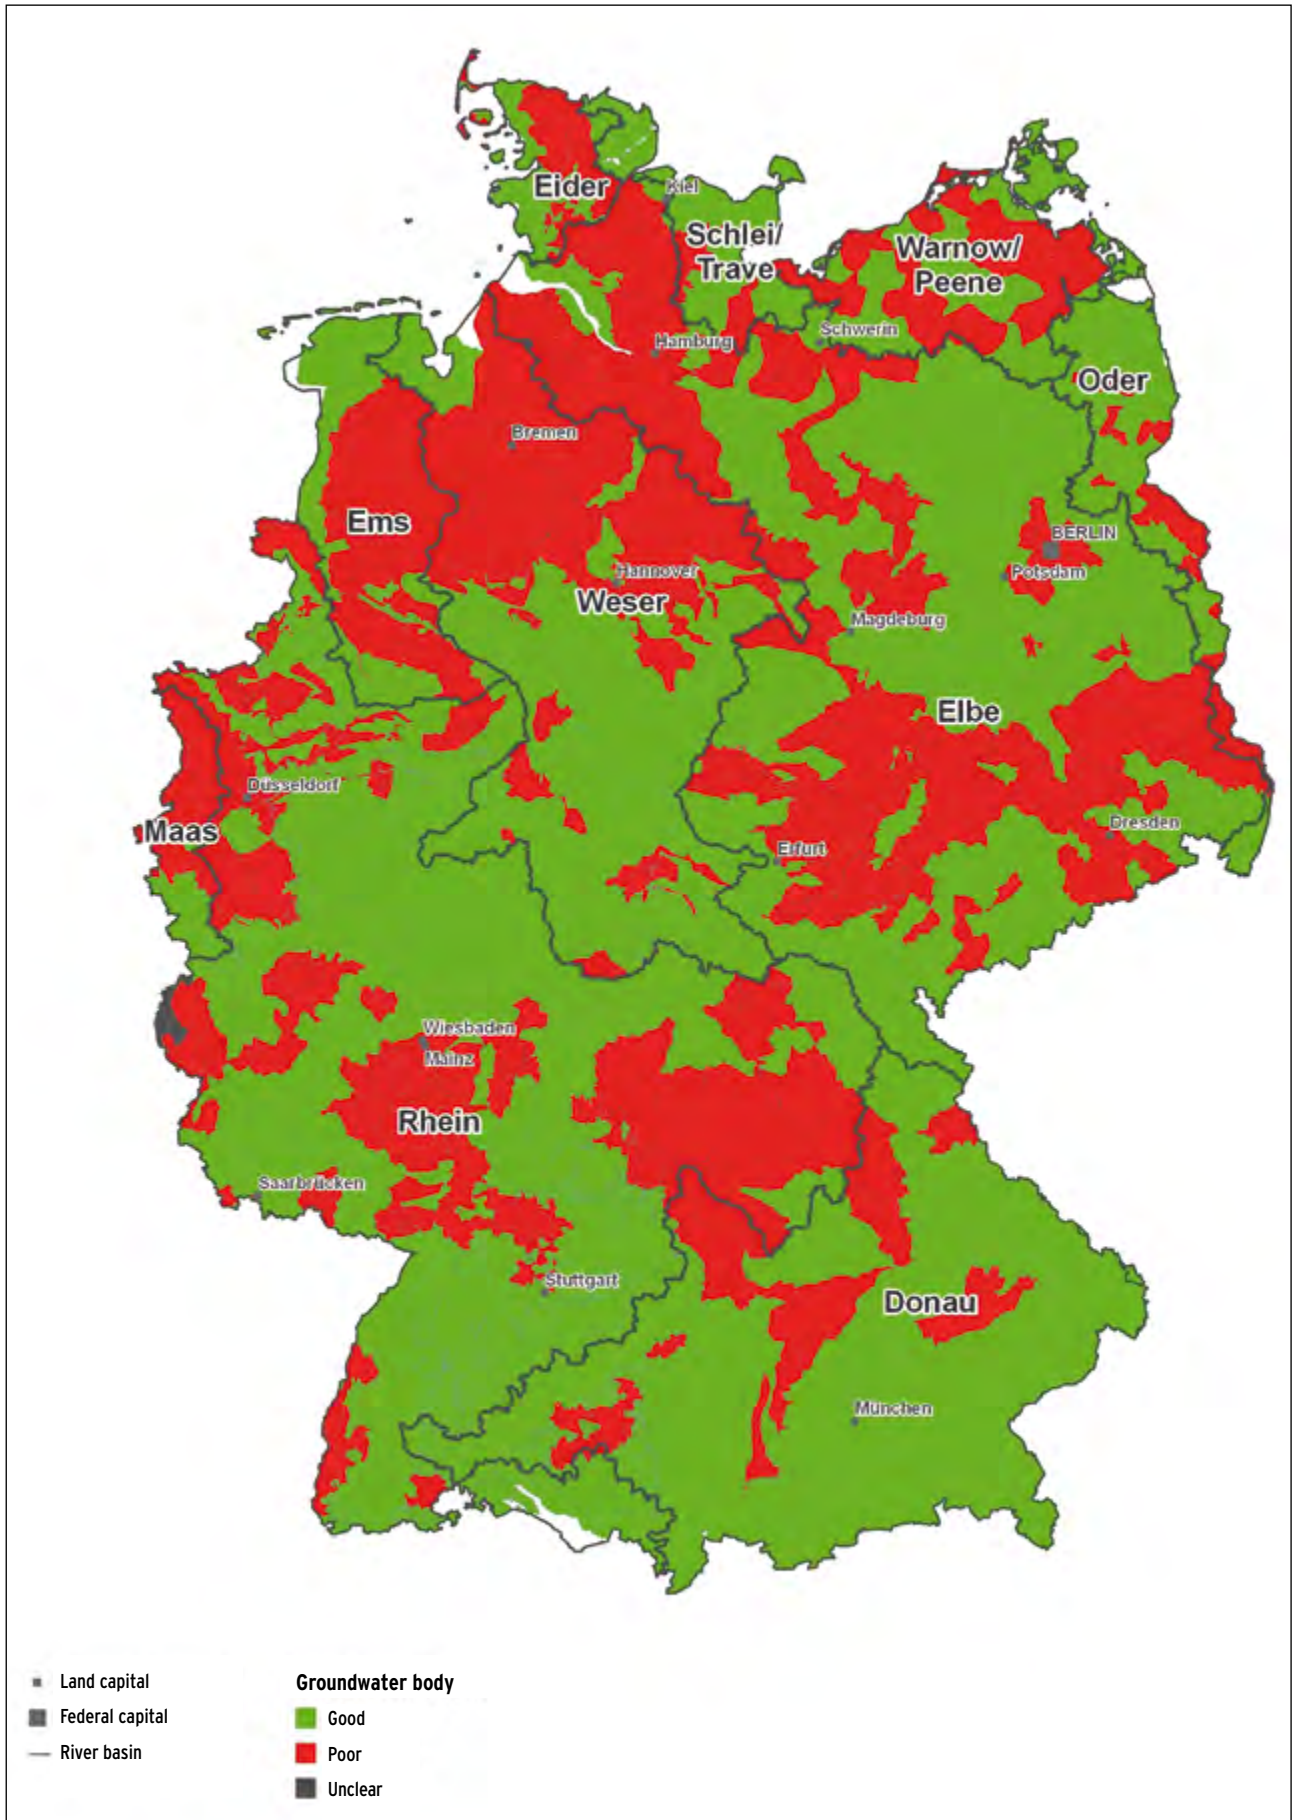 Eider
Kiel
Schlei/
Trave
Warnow/
Peene
Schwerin
Hamburg
Oder
Bremen
Ems
BERLIN
Hannover
Potsdam
Weser
Magdeburg
Elbe
Düsseldorf
Maas
Dresden
Erfurt
Wiesbaden
Mainz
Rhein
Saarbrücken
Stuttgart
Donau
München
Land capital
Federal capital
River basin
Groundwater body
Good
Poor
Unclear